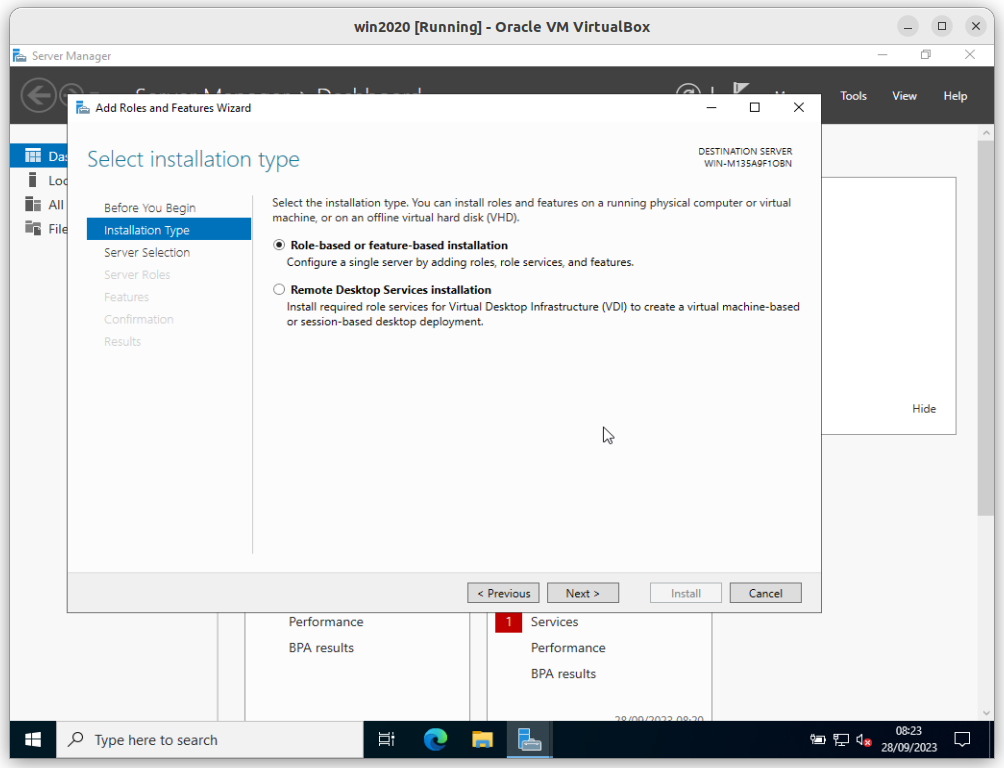 win2020 [Running] - Oracle VM VirtualBox
Server Manager
Tools View Help
Add Roles and Features Wizard
Select installation type
DESTINATION SERVER
WIN-M135A9F1OBN
Before You Begin
Installation Type
Server Selection
Server Roles
Features
Confirmation
Results
Select the installation type. You can install roles and features on a running physical computer or virtual
machine, or on an offline virtual hard disk (VHD).
Role-based or feature-based installation
Configure a single server by adding roles, role services, and features.
Remote Desktop Services installation
Install required role services for Virtual Desktop Infrastructure (VDI) to create a virtual machine-based
or session-based desktop deployment.
All
Hide
< Previous
Next >
Install
Cancel
Performance
BPA results
1 Services
Performance
BPA results
28/09/2023 08:20
Type here to search
08:23
28/09/2023